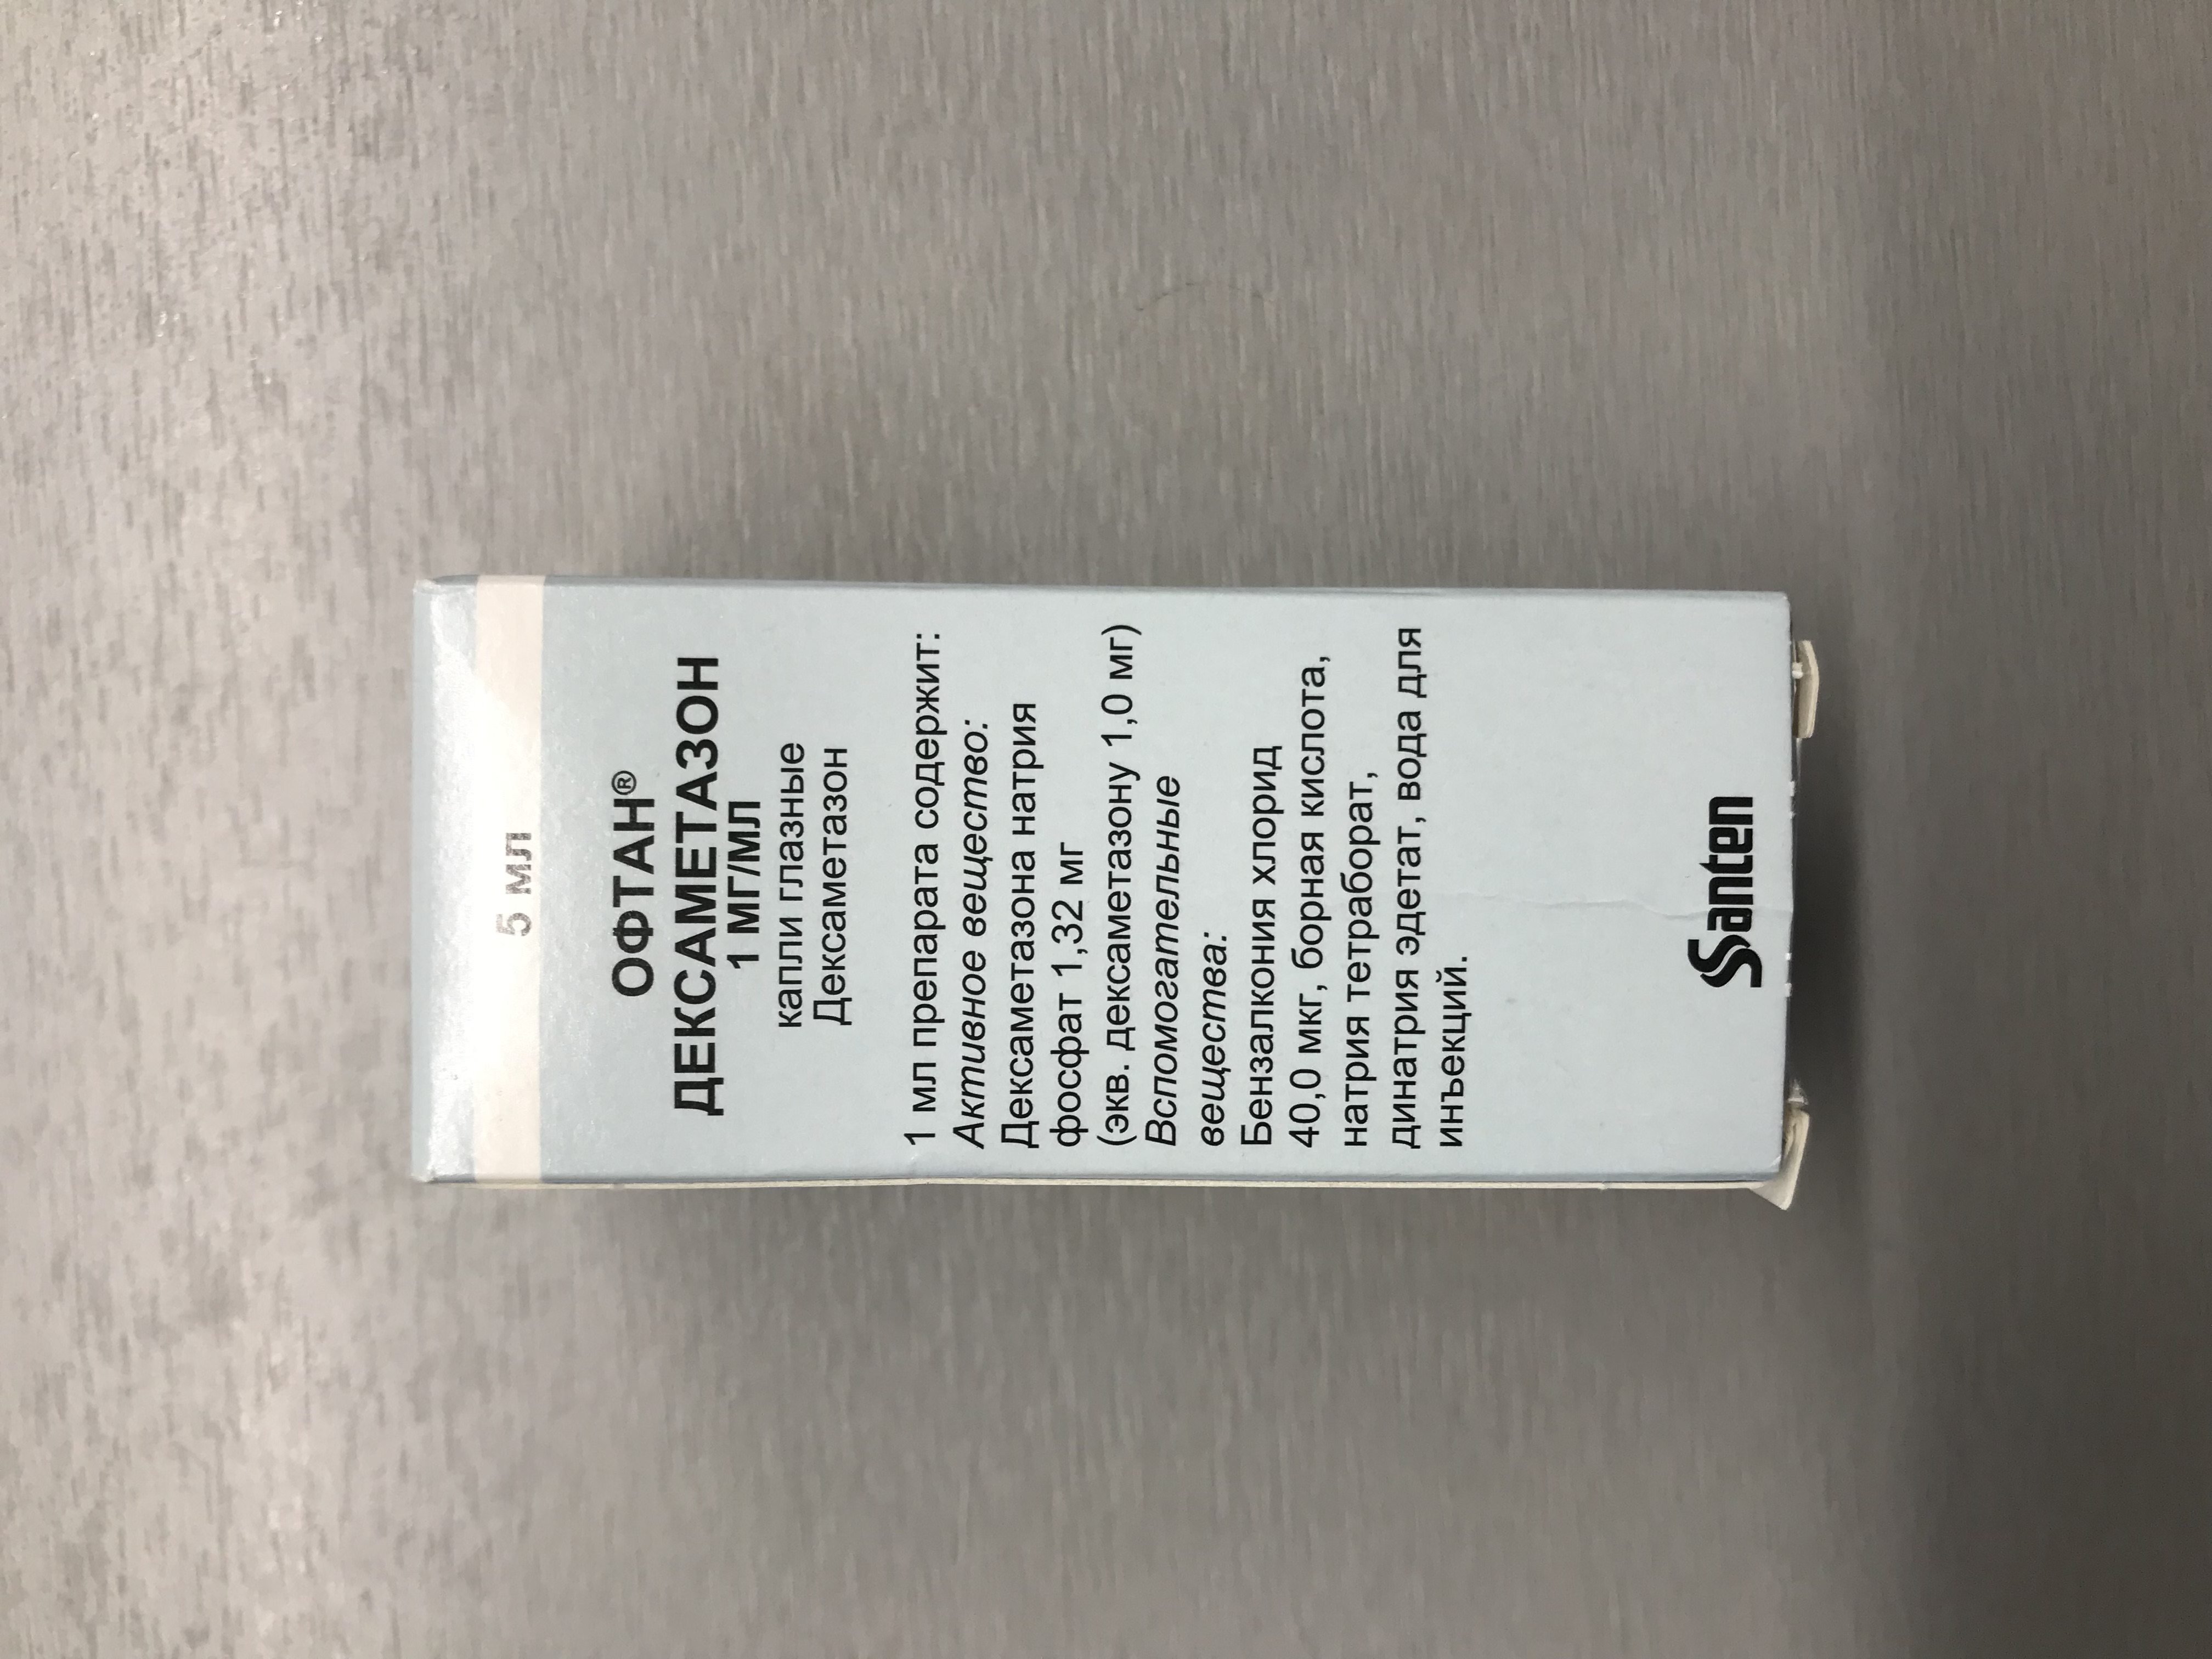 5 мл
ОФТАН®
ДЕКСАМЕТАЗОН
1 МГ/МЛ
капли глазные
Дексаметазон
1 мл препарата содержит:
Активное вещество:
Дексаметазона натрия
фосфат 1,32 мг
(экв. дексаметазону 1,0 мг)
Вспомогательные
вещества:
Бензалкония хлорид
40,0 мкг, борная кислота,
натрия тетраборат,
динатрия эдетат, вода для
инъекций.
Santen